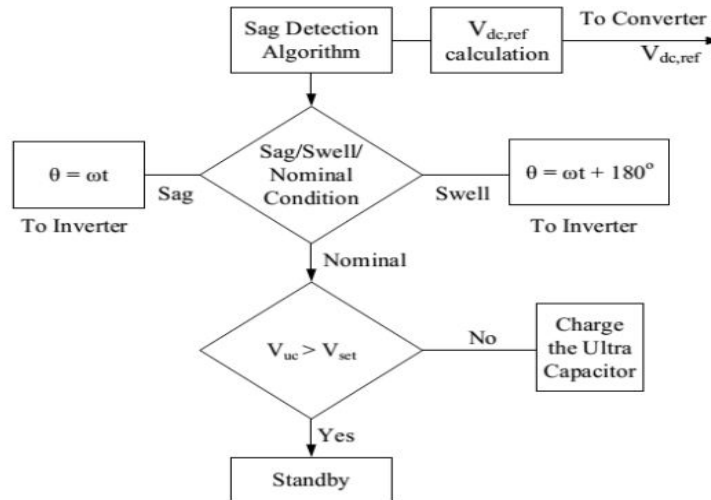 Sag Detection
Algorithm
V_dc,ref
calculation
To Converter
V_dc,ref
θ = ωt
Sag
To Inverter
Sag/Swell/
Nominal
Condition
Swell
θ = ωt + 180°
To Inverter
Nominal
V_uc > V_set
No
Charge
the Ultra
Capacitor
Yes
Standby